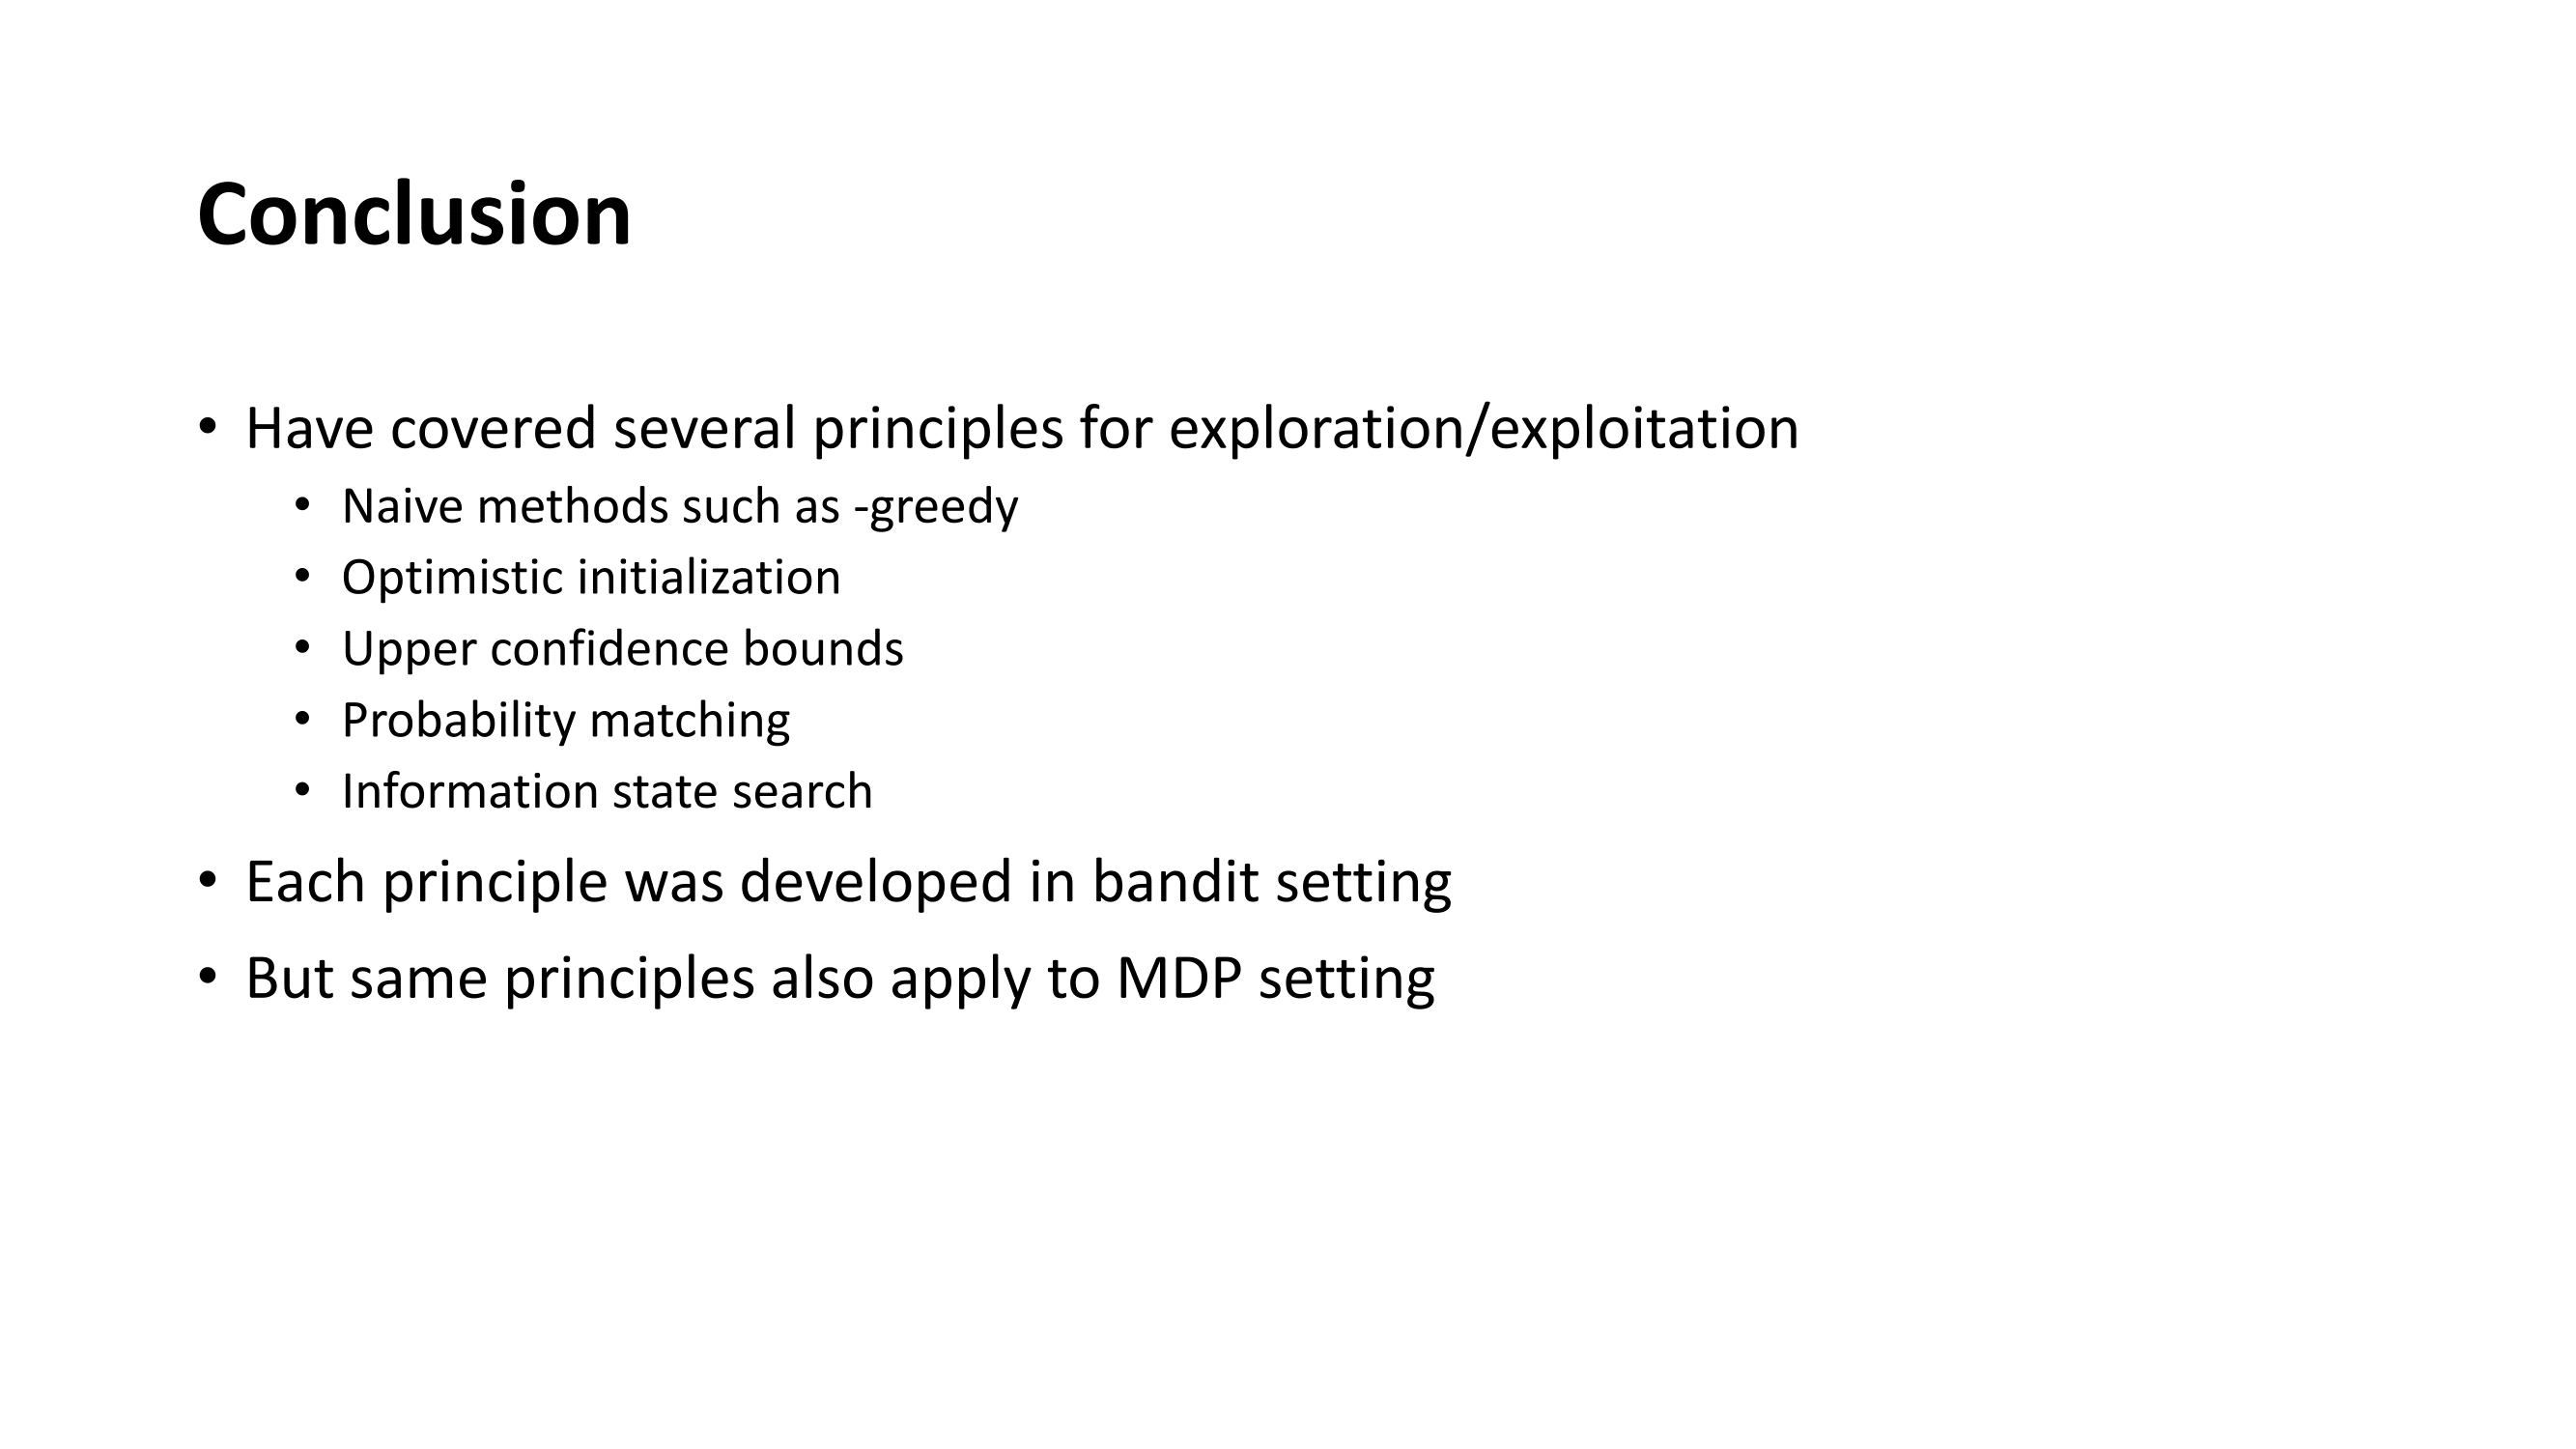 Conclusion
• Have covered several principles for exploration/exploitation
• Naive methods such as -greedy
• Optimistic initialization
• Upper confidence bounds
• Probability matching
• Information state search
• Each principle was developed in bandit setting
• But same principles also apply to MDP setting